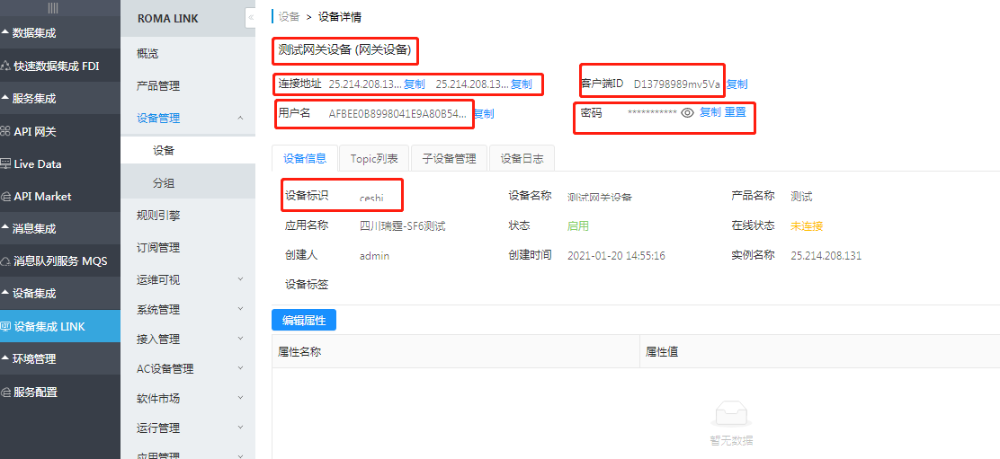 数据集成
快速数据集成 FDI
服务集成
API 网关
Live Data
API Market
消息集成
消息队列服务 MQS
设备集成
设备集成 LINK
环境管理
服务配置
ROMA LINK
概览
产品管理
设备管理
设备
分组
规则引擎
订阅管理
运维可视
系统管理
接入管理
AC设备管理
软件市场
运行管理
应用管理
设备 > 设备详情
测试网关设备 (网关设备)
连接地址 25.214.208.13... 复制 25.214.208.13... 复制 客户端ID D13798989mv5Va 复制
用户名 AFBEE0B8998041E9A80B54... 复制 密码 *********** 复制 重置
设备信息 Topic列表 子设备管理 设备日志
设备标识 ceshi 设备名称 测试网关设备 产品名称 测试
应用名称 四川瑞霆-SF6测试 状态 启用 在线状态 未连接
创建人 admin 创建时间 2021-01-20 14:55:16 实例名称 25.214.208.131
设备标签
编辑属性
属性名称 属性值
暂无数据